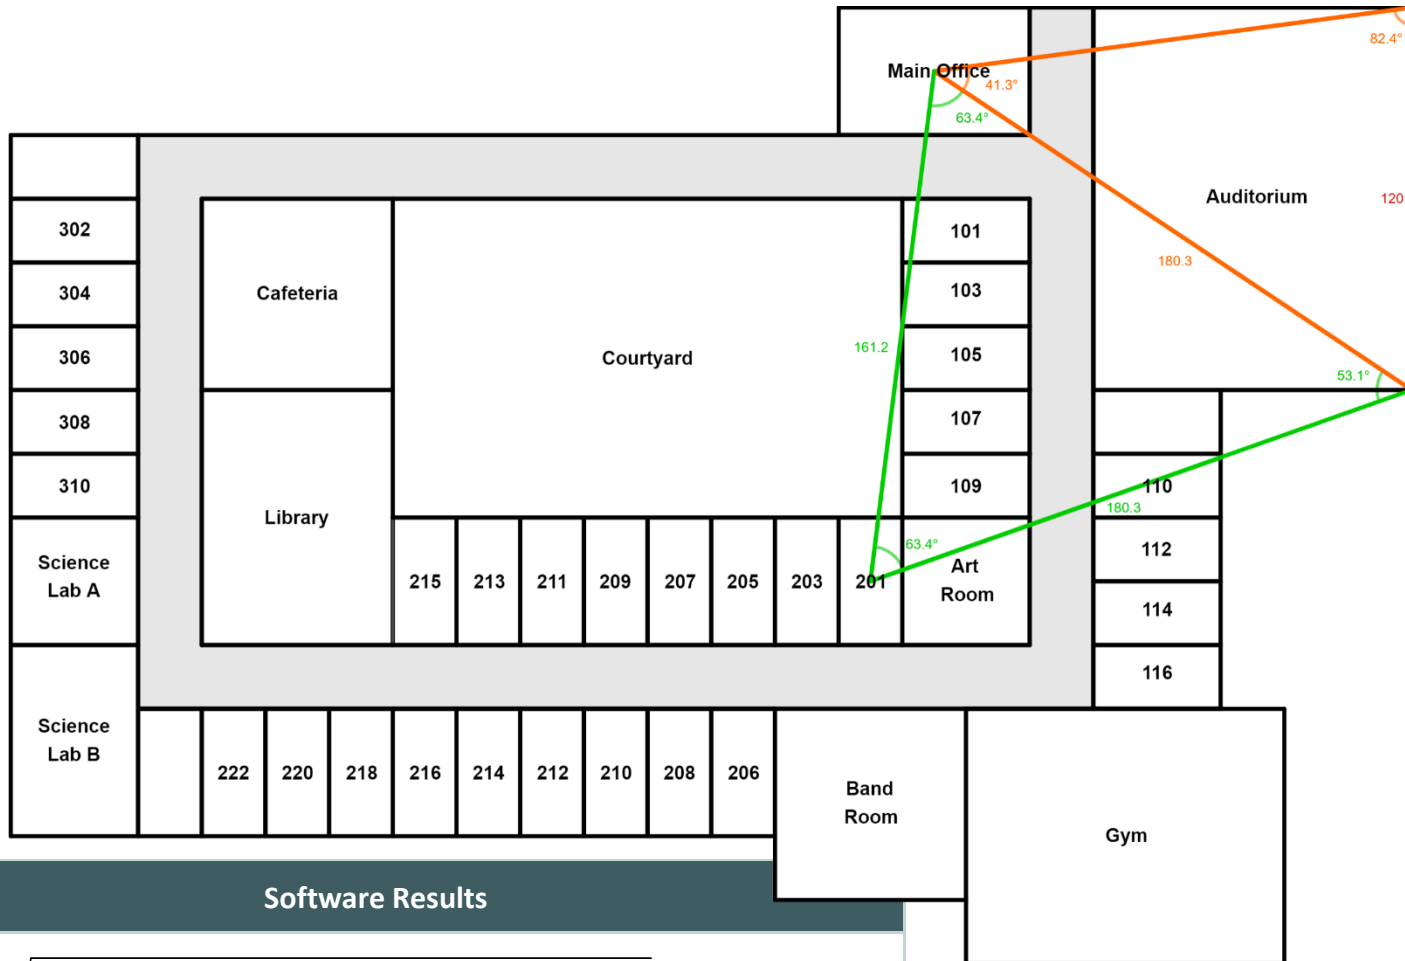 Main Office
82.4°
41.3°
63.4°
Auditorium
120
302
101
304
Cafeteria
103
180.3
306
Courtyard
161.2
105
53.1°
308
107
310
Library
109
110
180.3
Science
Lab A
215
213
211
209
207
205
203
201
63.4°
Art
Room
112
114
116
Science
Lab B
222
220
218
216
214
212
210
208
206
Band
Room
Gym
Software Results